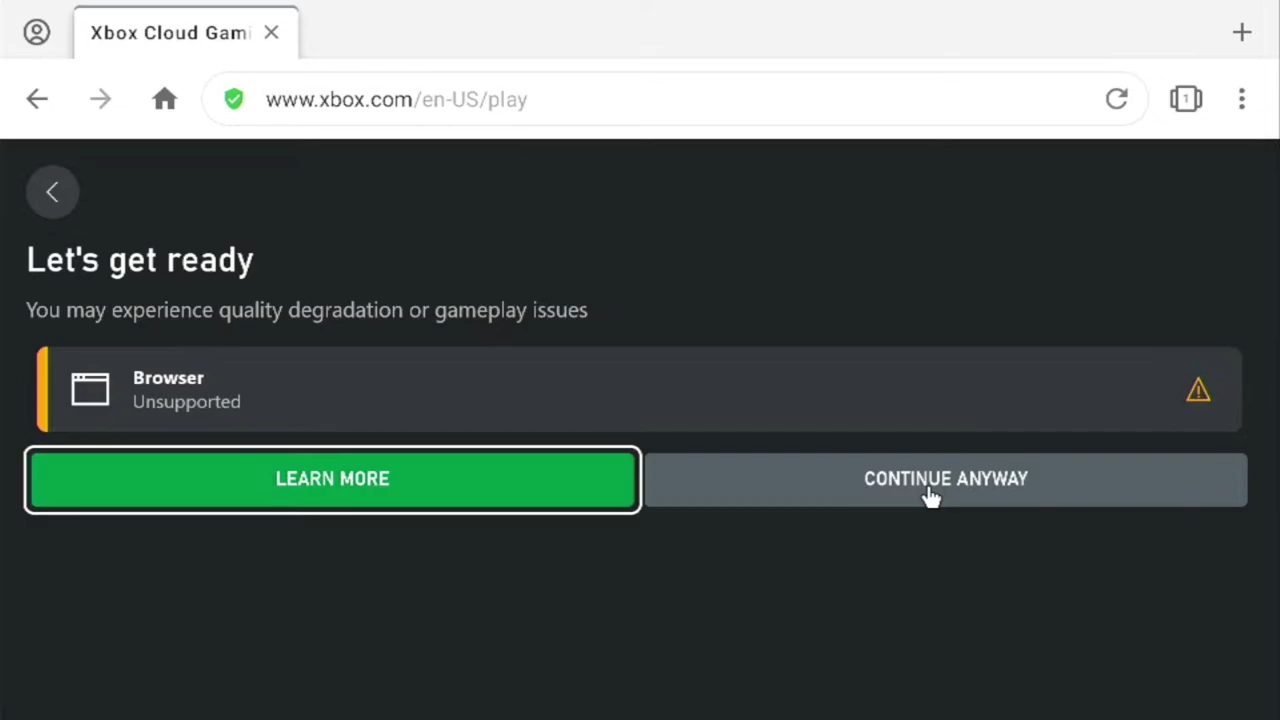 Xbox Cloud Gami
www.xbox.com/en-US/play
1
Let's get ready
You may experience quality degradation or gameplay issues
Browser
Unsupported
LEARN MORE
CONTINUE ANYWAY